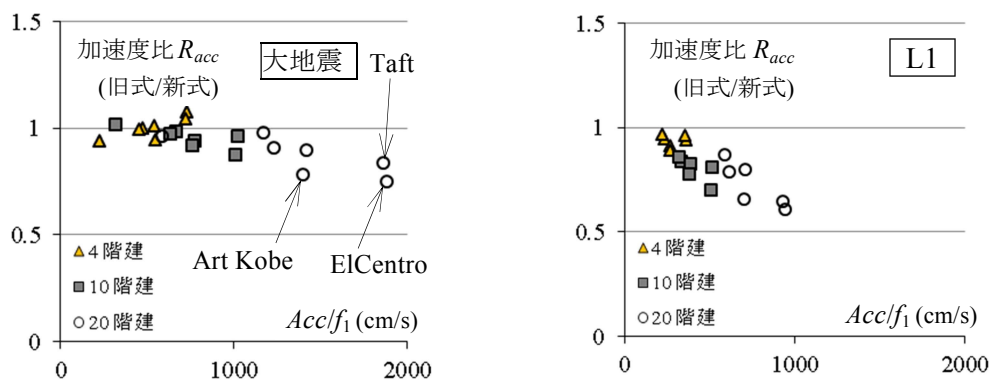 1.5
加速度比 Racc
(旧式/新式)
大地震
Taft
1
0.5
Art Kobe
ElCentro
4階建
10階建
20階建
Acc/f1 (cm/s)
0
0
1000
2000
1.5
加速度比 Racc
(旧式/新式)
L1
1
0.5
4階建
10階建
20階建
Acc/f1 (cm/s)
0
0
1000
2000